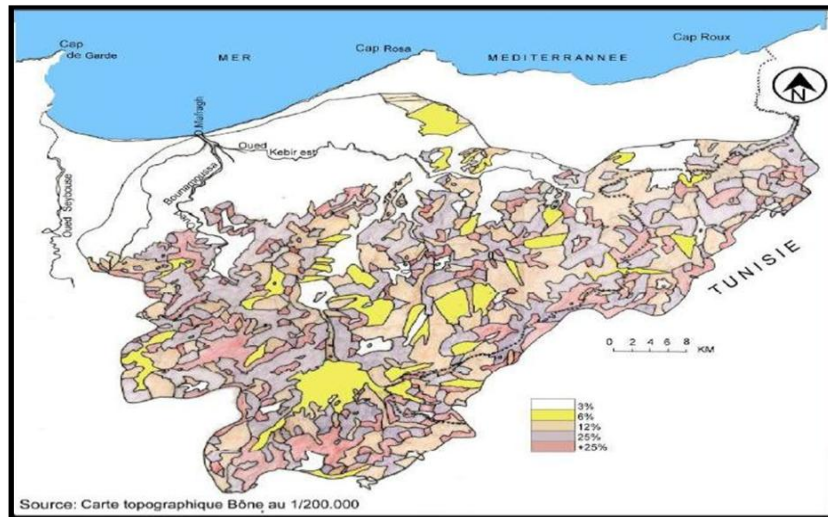 Cap
de Garde
MER
Cap Rosa
MEDITERRANNEE
Cap Roux
N
O.Mafragh
Oued
Kebir est
Bounamoussa
Oued Seybouse
TUNISIE
0 2 4 6 8
KM
3%
6%
12%
25%
+25%
Source: Carte topographique Bône au 1/200.000